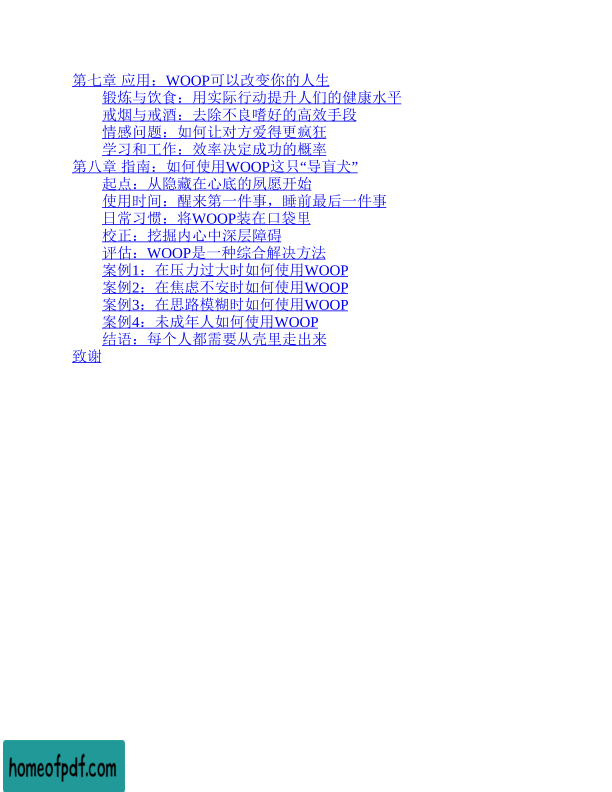 第七章 应用：WOOP可以改变你的人生
锻炼与饮食：用实际行动提升人们的健康水平
戒烟与戒酒：去除不良嗜好的高效手段
情感问题：如何让对方爱得更疯狂
学习和工作：效率决定成功的概率
第八章 指南：如何使用WOOP这只“导盲犬”
起点：从隐藏在心底的夙愿开始
使用时间：醒来第一件事，睡前最后一件事
日常习惯：将WOOP装在口袋里
校正：挖掘内心中深层障碍
评估：WOOP是一种综合解决方法
案例1：在压力过大时如何使用WOOP
案例2：在焦虑不安时如何使用WOOP
案例3：在思路模糊时如何使用WOOP
案例4：未成年人如何使用WOOP
结语：每个人都需要从壳里走出来
致谢
homeofpdf.com